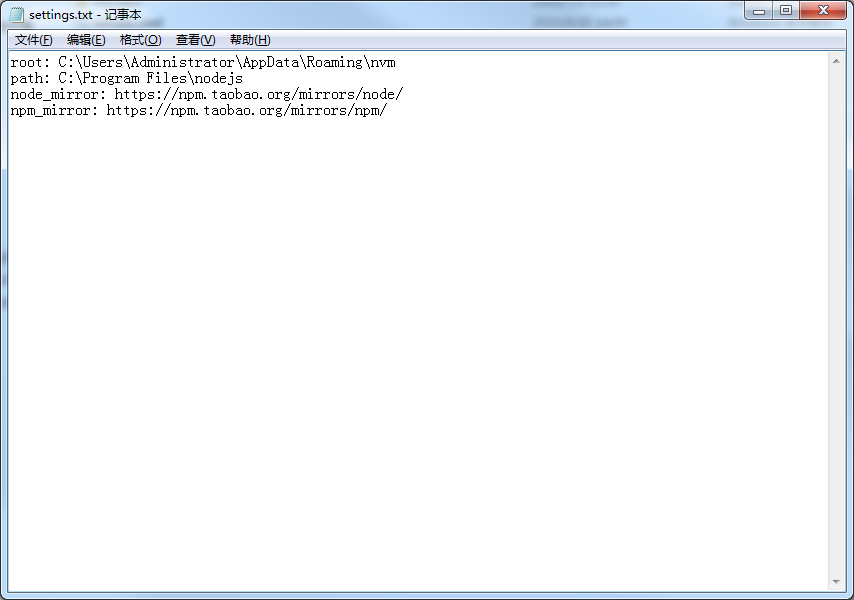 settings.txt - 记事本
文件(F) 编辑(E) 格式(O) 查看(V) 帮助(H)
root: C:\Users\Administrator\AppData\Roaming\nvm
path: C:\Program Files\nodejs
node_mirror: https://npm.taobao.org/mirrors/node/
npm_mirror: https://npm.taobao.org/mirrors/npm/